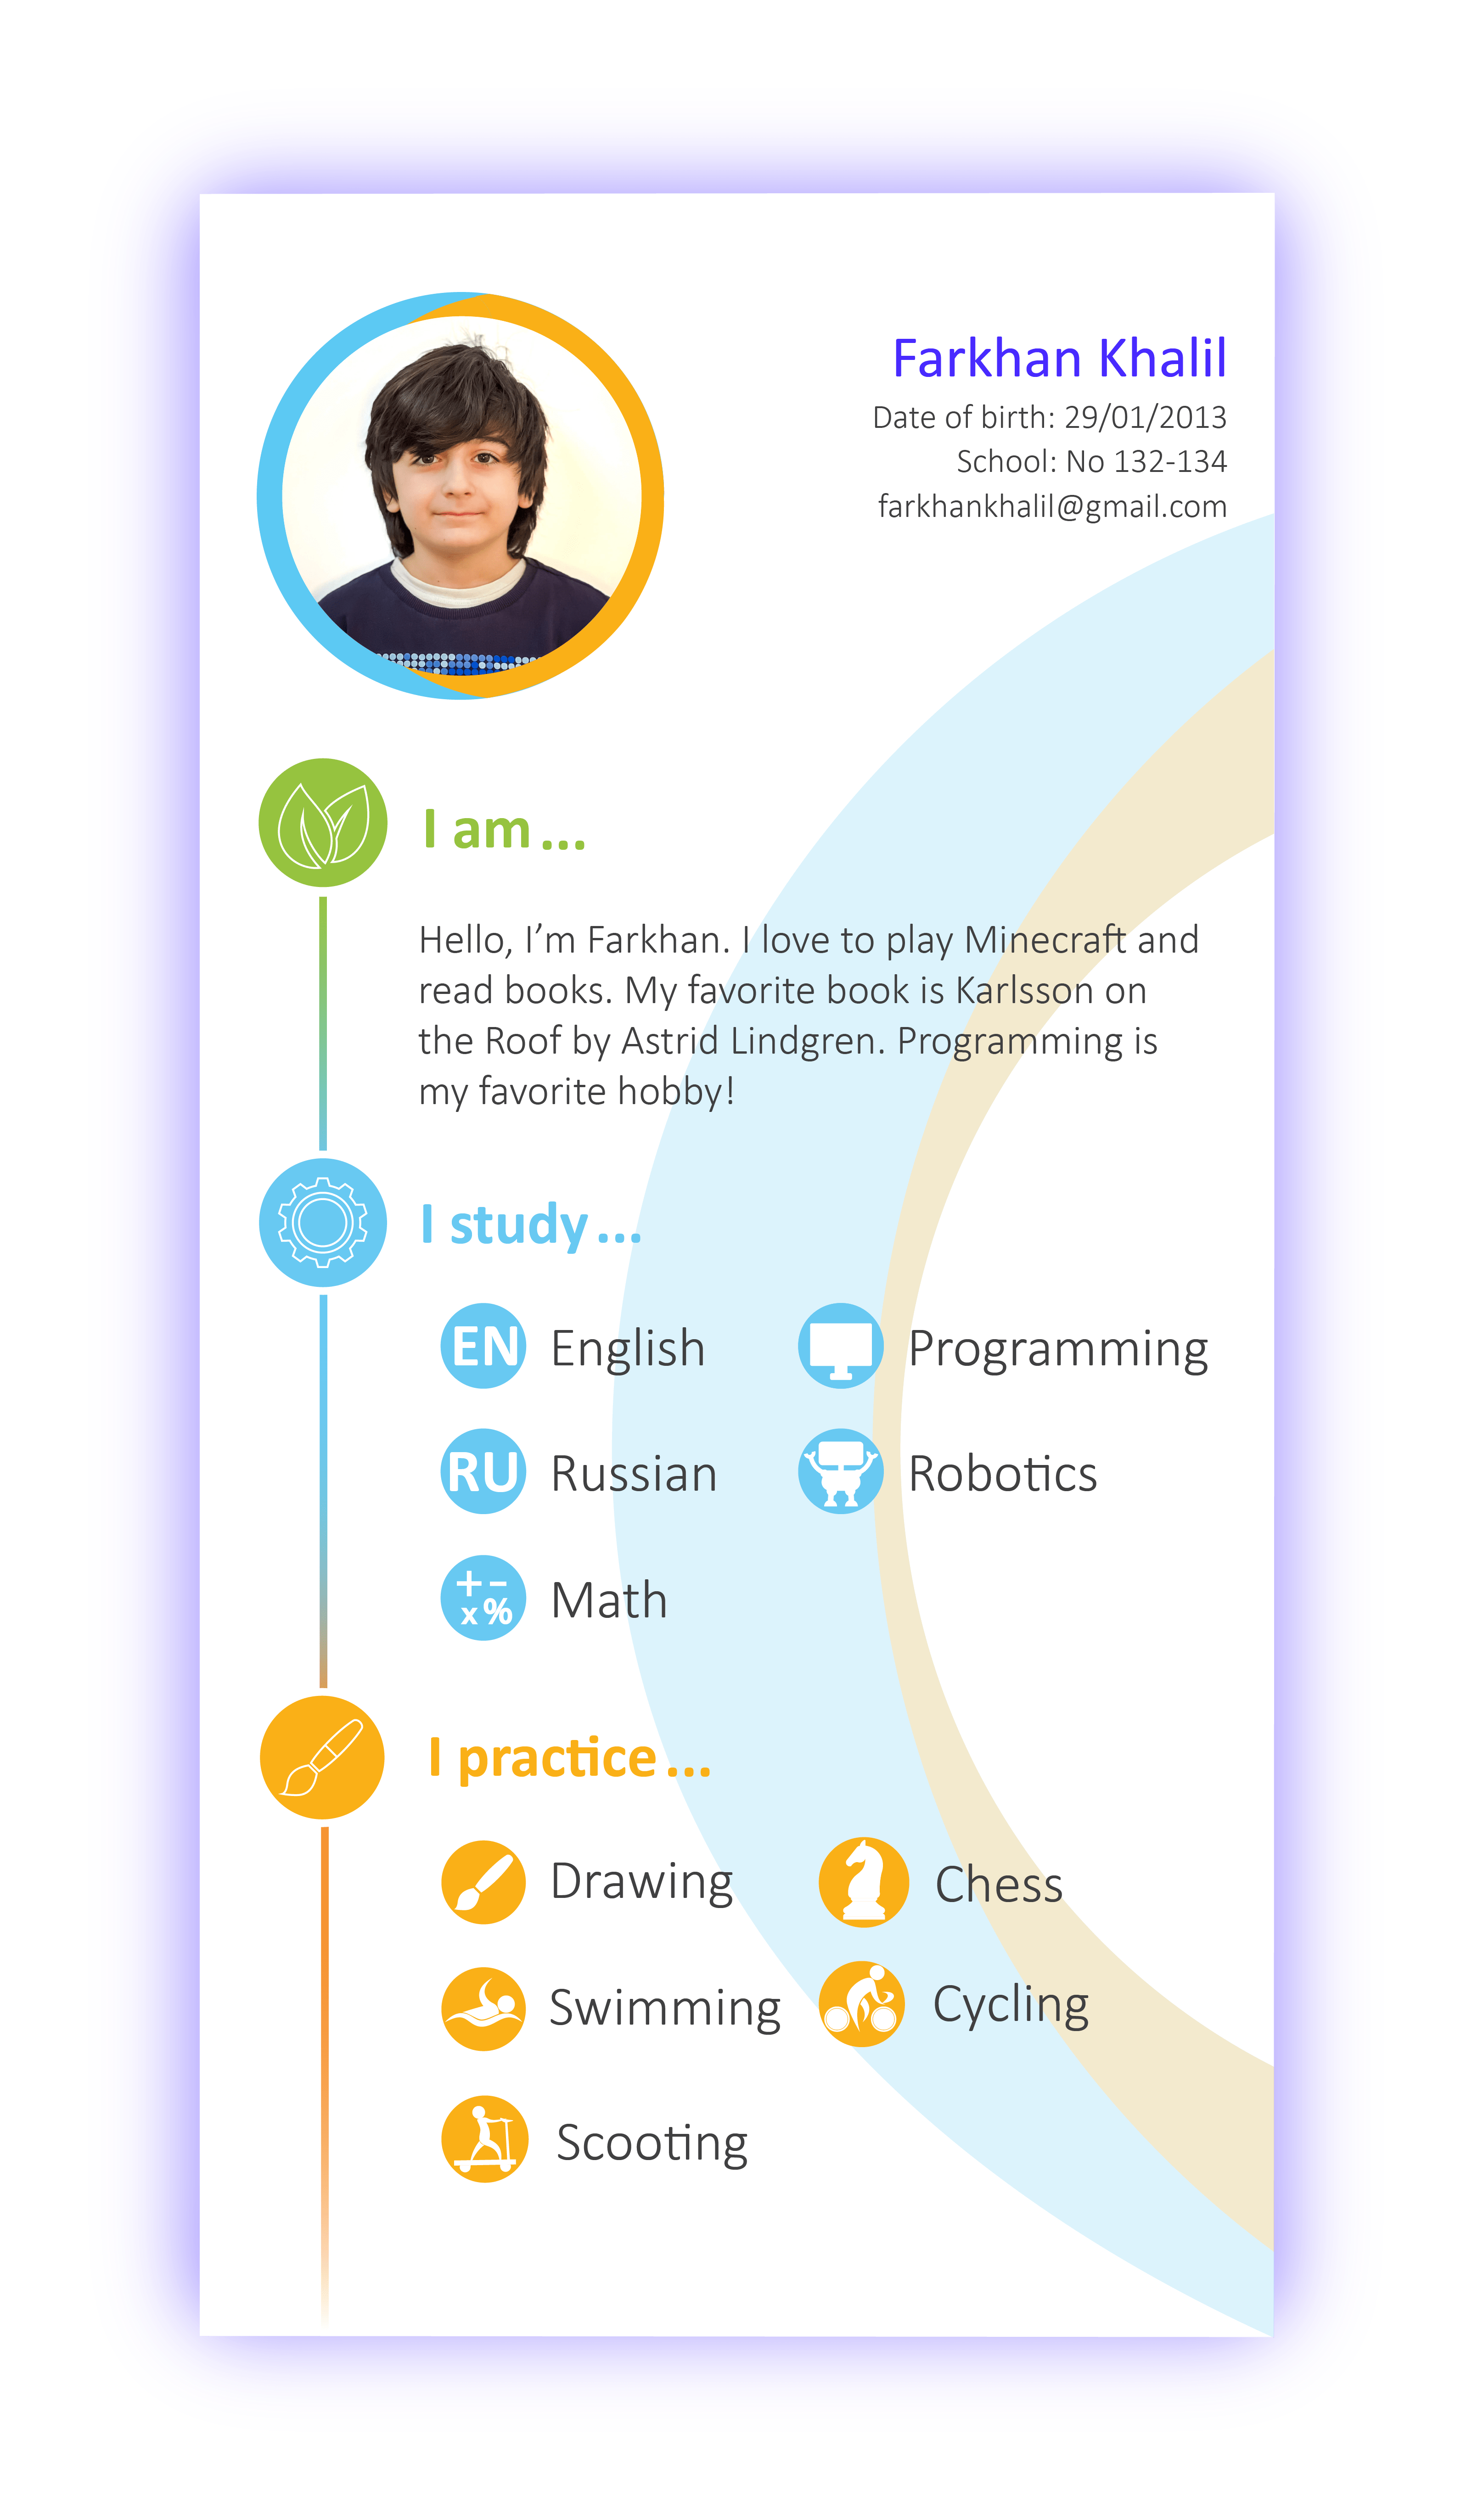 Farkhan Khalil
Date of birth: 29/01/2013
School: No 132-134
farkhankhalil@gmail.com
I am...
Hello, I’m Farkhan. I love to play Minecraft and
read books. My favorite book is Karlsson on
the Roof by Astrid Lindgren. Programming is
my favorite hobby!
I study...
EN English
Programming
RU Russian
Robotics
+ - x % Math
I practice...
Drawing
Chess
Swimming
Cycling
Scooting